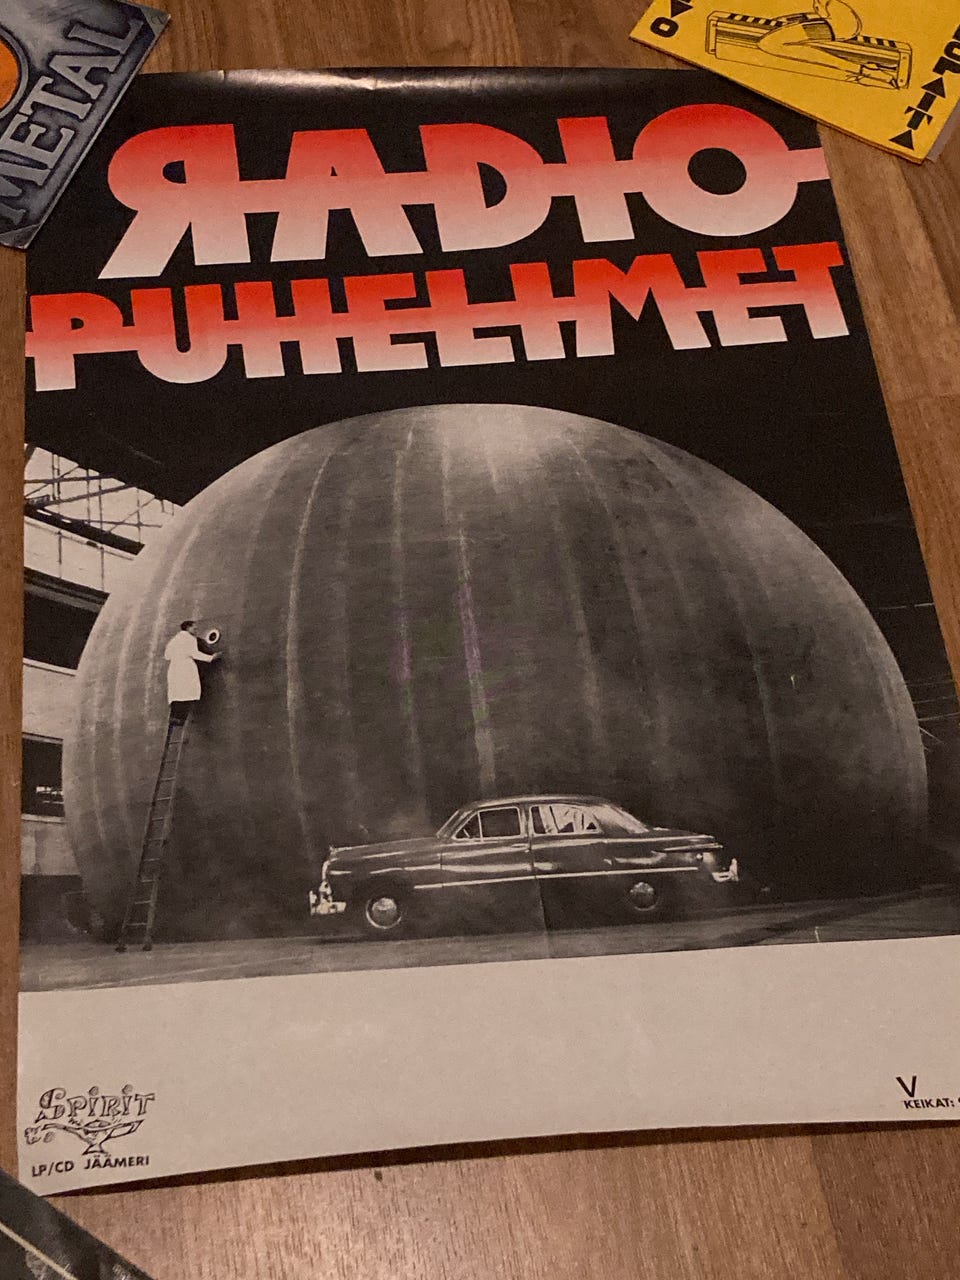 METAL
RADIO
PUHELIMET
SPIRIT
LP/CD JÄÄMERI
V
KEIKAT: